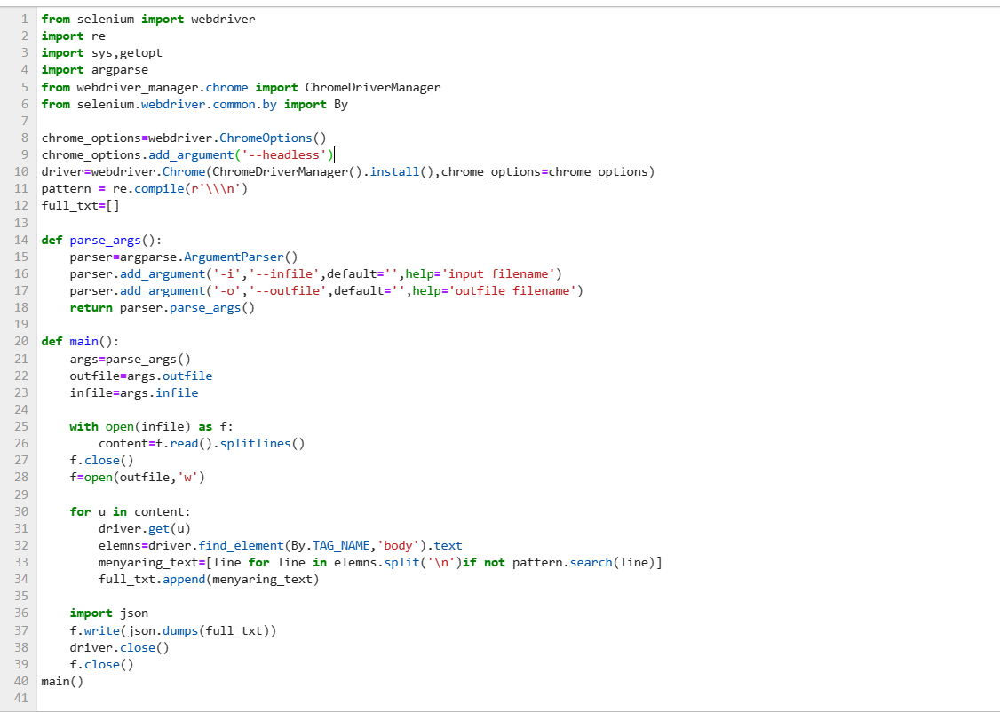 1 from selenium import webdriver
2 import re
3 import sys,getopt
4 import argparse
5 from webdriver_manager.chrome import ChromeDriverManager
6 from selenium.webdriver.common.by import By
7
8 chrome_options=webdriver.ChromeOptions()
9 chrome_options.add_argument('--headless')
10 driver=webdriver.Chrome(ChromeDriverManager().install(),chrome_options=chrome_options)
11 pattern = re.compile(r'\\\n')
12 full_txt=[]
13
14 def parse_args():
15     parser=argparse.ArgumentParser()
16     parser.add_argument('-i','--infile',default='',help='input filename')
17     parser.add_argument('-o','--outfile',default='',help='outfile filename')
18     return parser.parse_args()
19
20 def main():
21     args=parse_args()
22     outfile=args.outfile
23     infile=args.infile
24
25     with open(infile) as f:
26         content=f.read().splitlines()
27     f.close()
28     f=open(outfile,'w')
29
30     for u in content:
31         driver.get(u)
32         elemns=driver.find_element(By.TAG_NAME,'body').text
33         menyaring_text=[line for line in elemns.split('\n')if not pattern.search(line)]
34         full_txt.append(menyaring_text)
35
36     import json
37     f.write(json.dumps(full_txt))
38     driver.close()
39     f.close()
40 main()
41